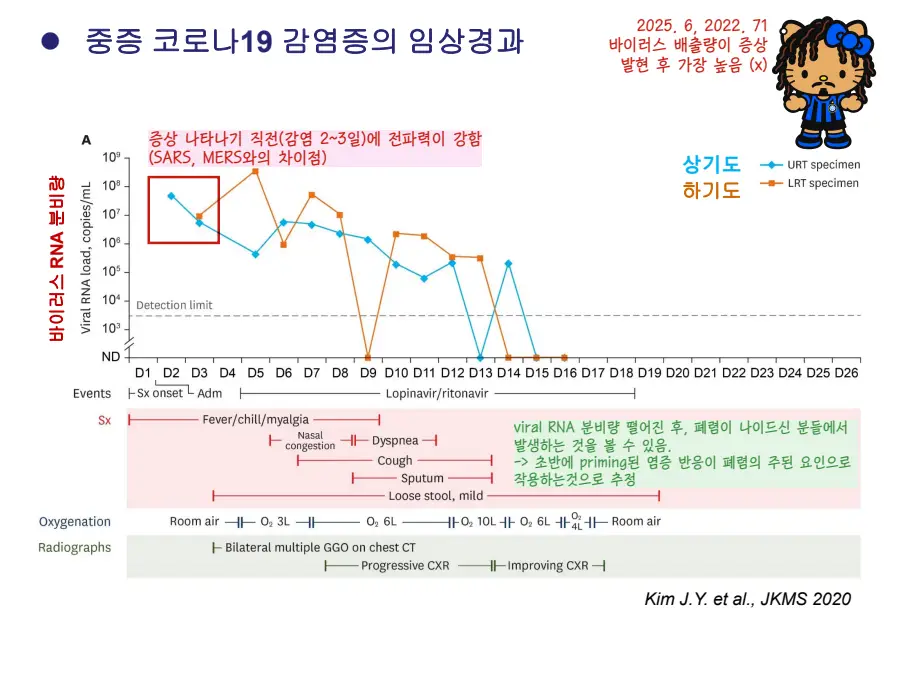 ● 중증 코로나19 감염증의 임상경과
2025. 6, 2022. 71
바이러스 배출량이 증상
발현 후 가장 높음 (x)
A
증상 나타나기 직전(감염 2~3일)에 전파력이 강함
(SARS, MERS와의 차이점)
상기도
하기도
URT specimen
LRT specimen
바이러스 RNA 분비량
Viral RNA load, copies/mL
10⁹
10⁸
10⁷
10⁶
10⁵
10⁴
10³
ND
Detection limit
D1 D2 D3 D4 D5 D6 D7 D8 D9 D10 D11 D12 D13 D14 D15 D16 D18 D19 D20 D21 D22 D23 D24 D25 D26
Events Sx onset Adm Lopinavir/ritonavir
Sx Fever/chill/myalgia
Nasal
congestion
Dyspnea
Cough
Sputum
Loose stool, mild
viral RNA 분비량 떨어진 후, 폐렴이 나이드신 분들에서
발생하는 것을 볼 수 있음.
-> 초반에 priming된 염증 반응이 폐렴의 주된 요인으로
작용하는것으로 추정
Oxygenation Room air O₂ 3L O₂ 6L O₂ 10L O₂ 6L O₂ 4L Room air
Radiographs Bilateral multiple GGO on chest CT
Progressive CXR Improving CXR
Kim J.Y. et al., JKMS 2020